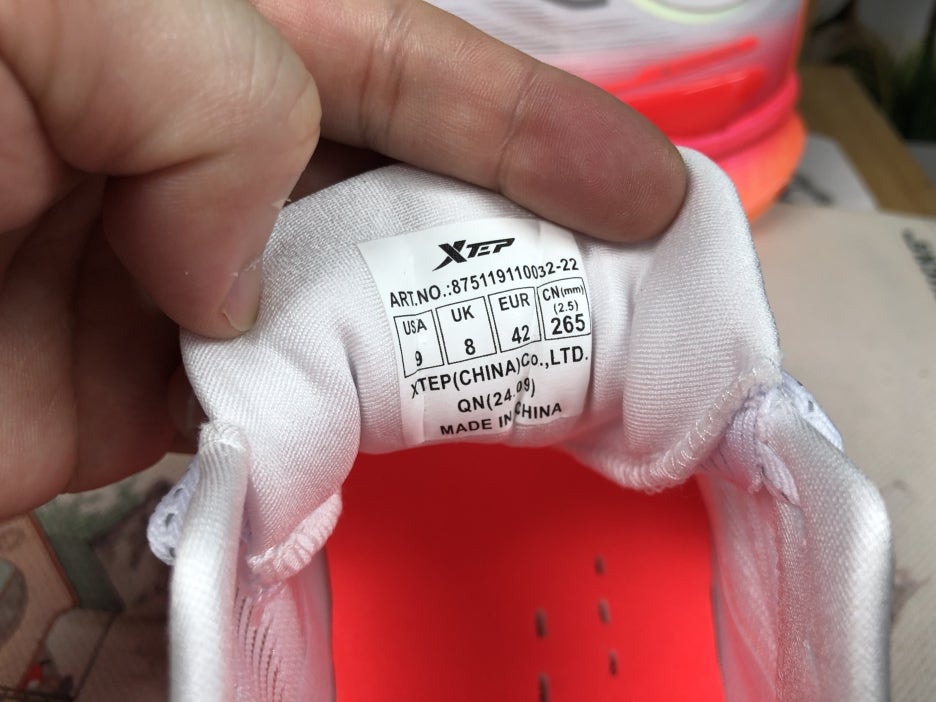 XTEP
ART.NO.:875119110032-22
USA UK EUR CN(mm)
(2.5)
9 8 42 265
XTEP(CHINA)Co.,LTD.
QN(24.09)
MADE IN CHINA